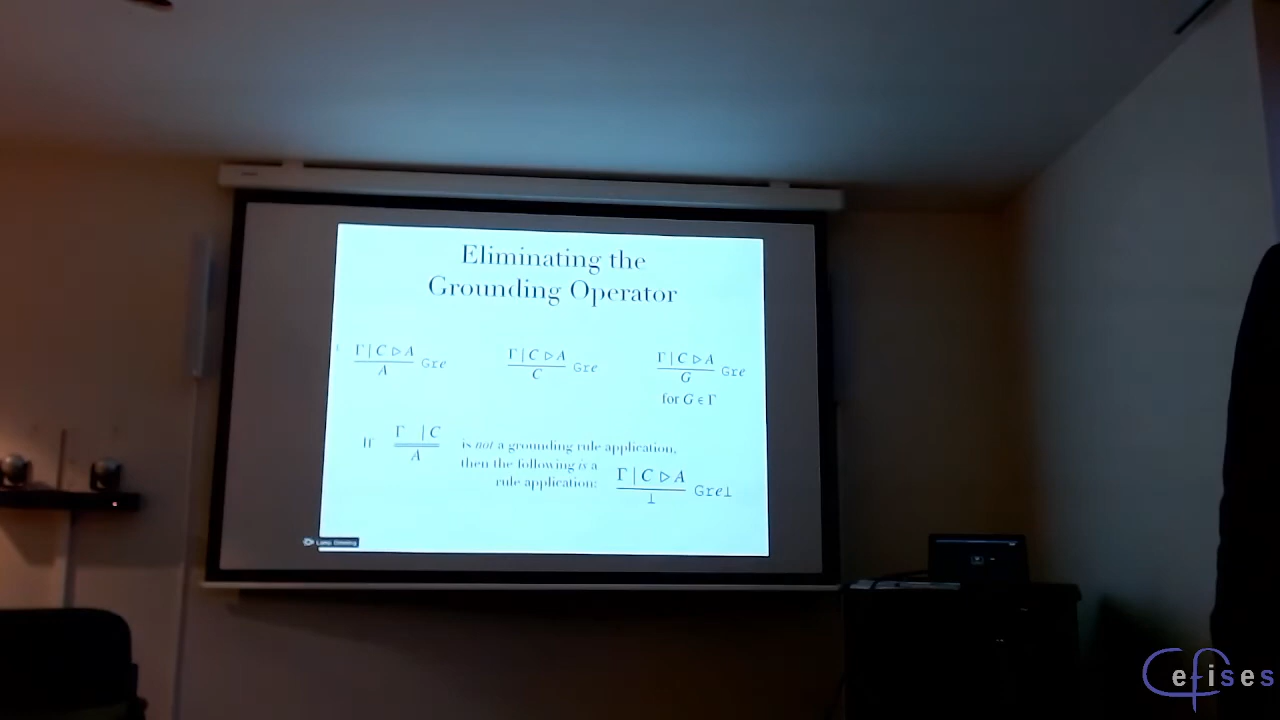 Eliminating the
Grounding Operator
Γ | C ▷ A
A
Gre
Γ | C ▷ A
C
Gre
Γ | C ▷ A
G
Gre
for G ∈ Γ
If
Γ | C
A
is not a grounding rule application,
then the following is a
rule application:
Γ | C ▷ A
⊥
Gre⊥
Cefises